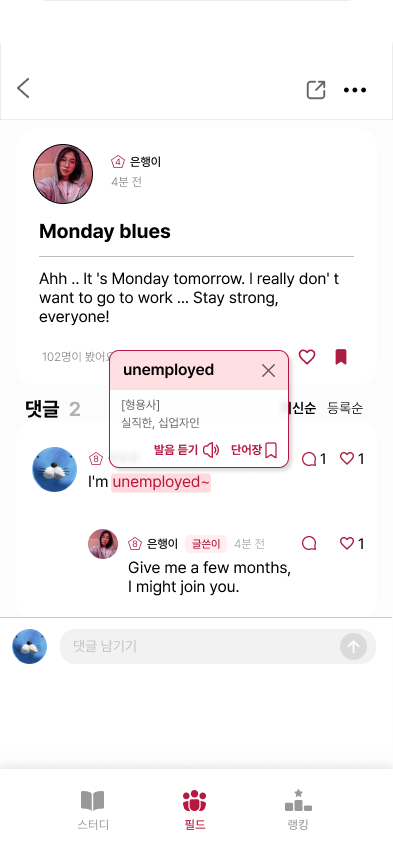 4 은행이
4분 전
Monday blues
Ahh .. It 's Monday tomorrow. I really don' t
want to go to work ... Stay strong,
everyone!
102명이 봤어요
unemployed
[형용사]
실직한, 십업자인
발음 듣기 단어장
댓글 2
최신순 등록순
8
1 1
I'm unemployed~
8 은행이 글쓴이 4분 전
1
Give me a few months,
I might join you.
댓글 남기기
스터디 필드 랭킹